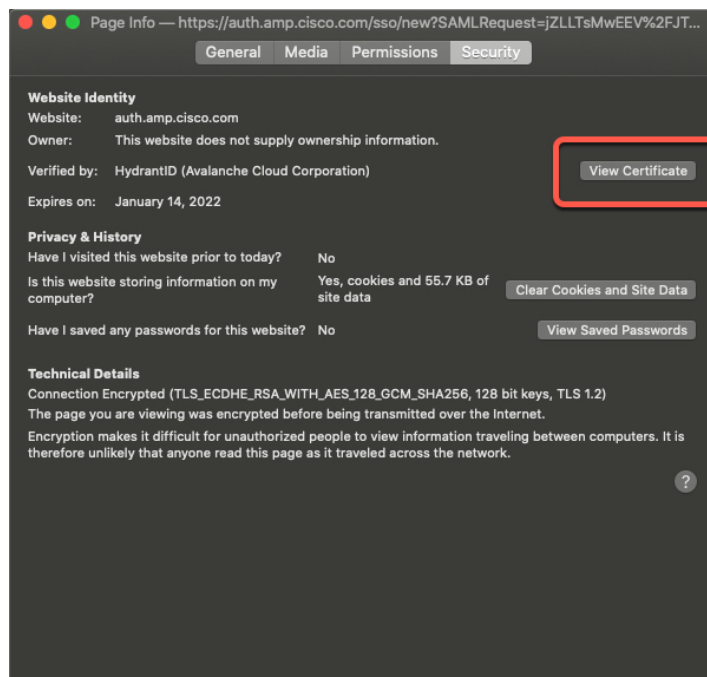 Page Info — https://auth.amp.cisco.com/sso/new?SAMLRequest=jZLLTsMwEEV%2FJT...
General Media Permissions Security
Website Identity
Website: auth.amp.cisco.com
Owner: This website does not supply ownership information.
Verified by: HydrantID (Avalanche Cloud Corporation) View Certificate
Expires on: January 14, 2022
Privacy & History
Have I visited this website prior to today? No
Is this website storing information on my computer? Yes, cookies and 55.7 KB of site data Clear Cookies and Site Data
Have I saved any passwords for this website? No View Saved Passwords
Technical Details
Connection Encrypted (TLS_ECDHE_RSA_WITH_AES_128_GCM_SHA256, 128 bit keys, TLS 1.2)
The page you are viewing was encrypted before being transmitted over the Internet.
Encryption makes it difficult for unauthorized people to view information traveling between computers. It is
therefore unlikely that anyone read this page as it traveled across the network.
?